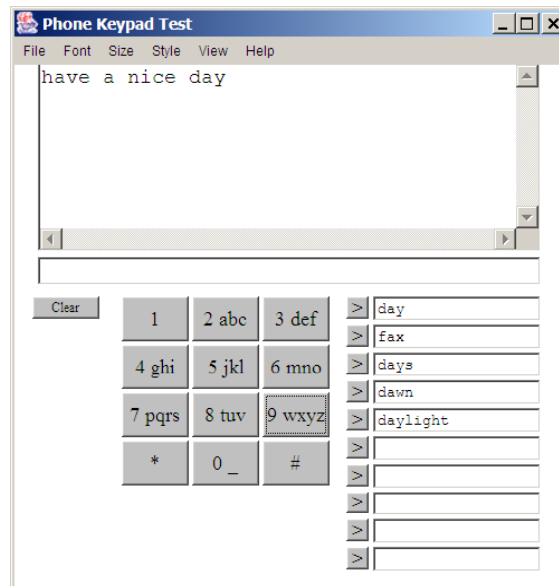 Phone Keypad Test
File Font Size Style View Help
have a nice day
Clear
1 2 abc 3 def
4 ghi 5 jkl 6 mno
7 pqrs 8 tuv 9 wxyz
* 0 _ #
> day
> fax
> days
> dawn
> daylight
>
>
>
>
>